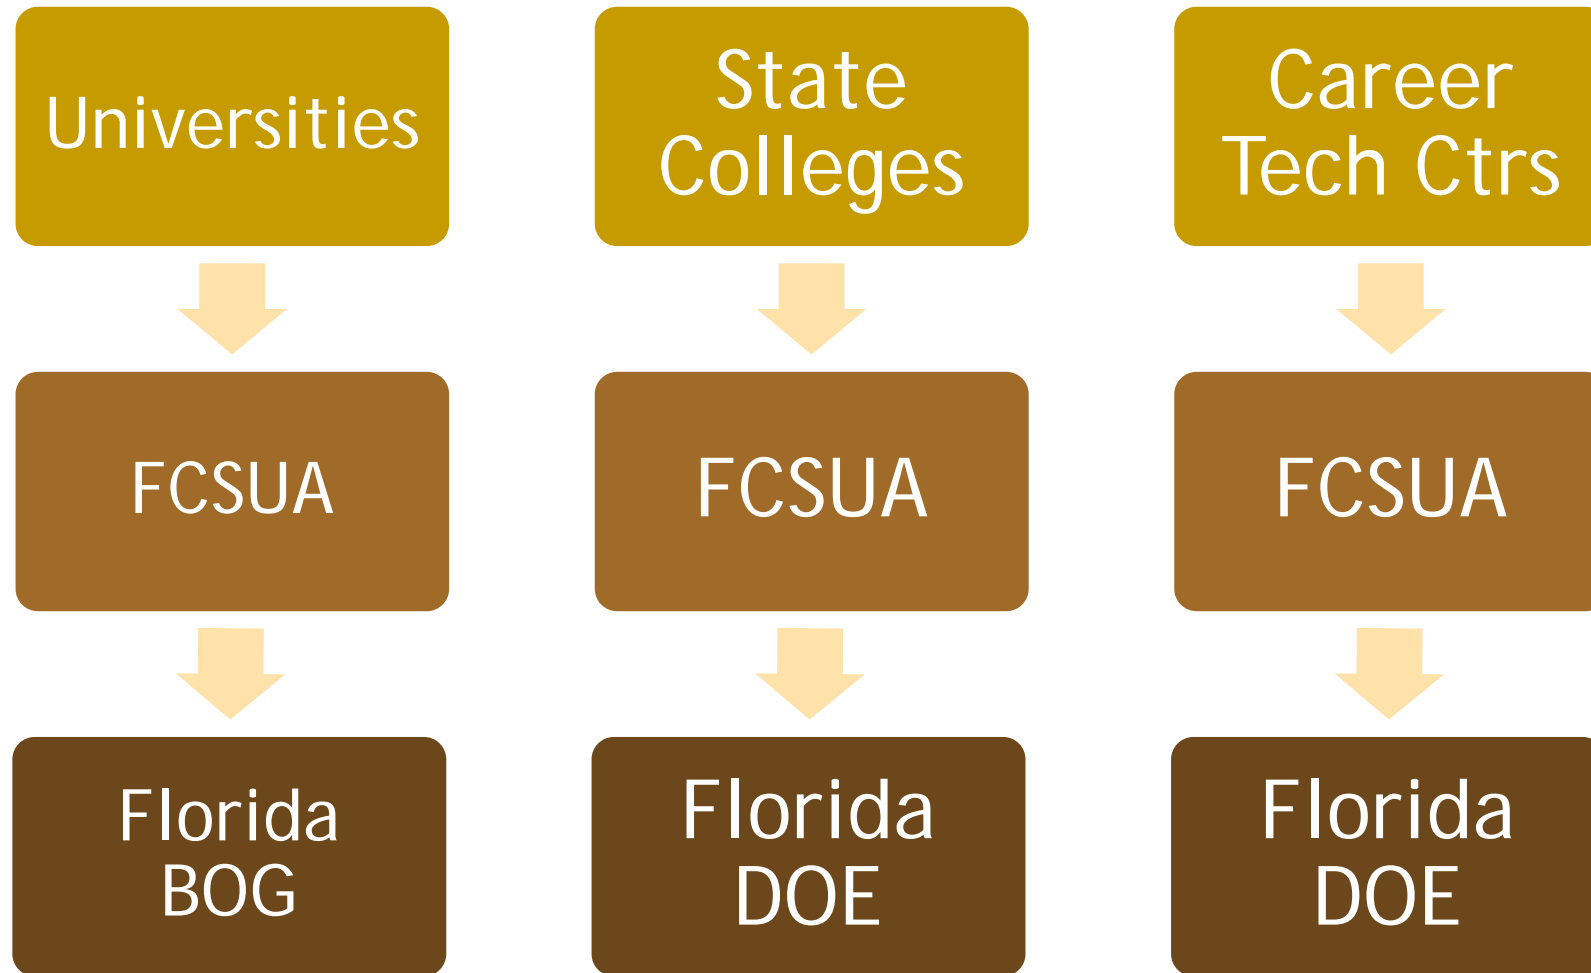 Universities
State
Colleges
Career
Tech Ctrs
FCSUA
FCSUA
FCSUA
Florida
BOG
Florida
DOE
Florida
DOE